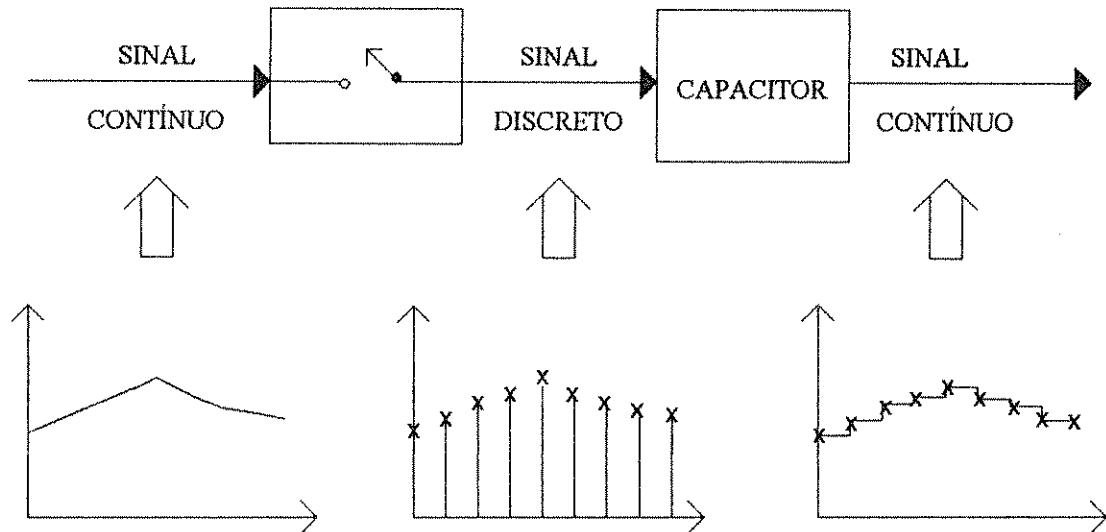 SINAL
CONTÍNUO
SINAL
DISCRETO
CAPACITOR
SINAL
CONTÍNUO